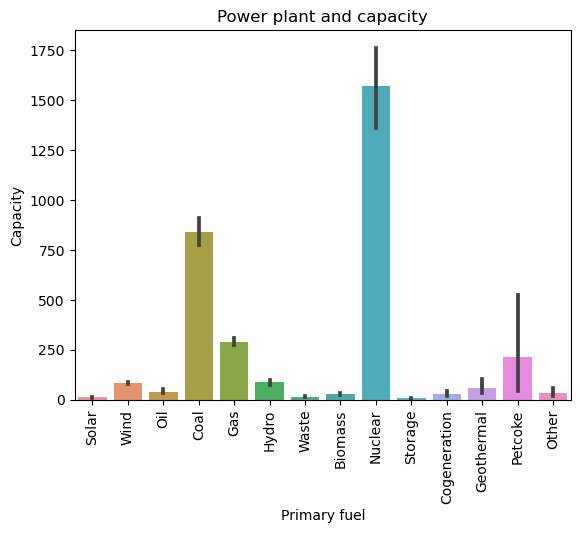 Power plant and capacity
1750
1500
1250
1000
750
500
250
0
Capacity
Solar
Wind
Oil
Coal
Gas
Hydro
Waste
Biomass
Nuclear
Storage
Cogeneration
Geothermal
Petcoke
Other
Primary fuel